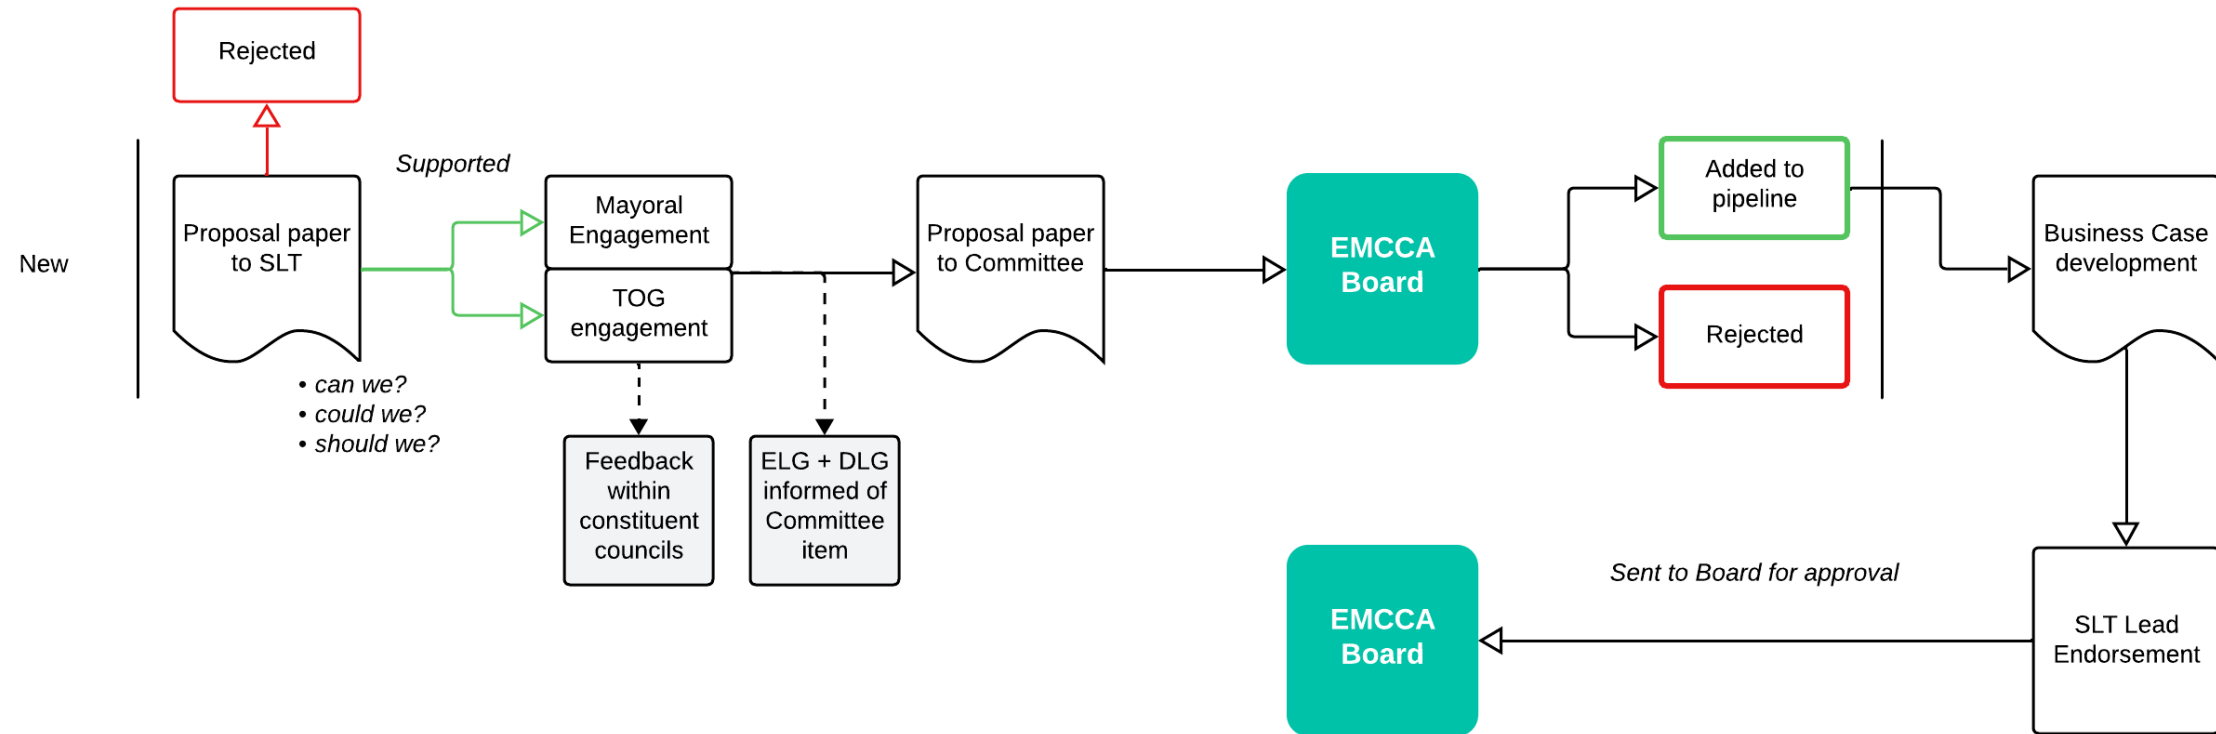 Rejected
New
Proposal paper
to SLT
• can we?
• could we?
• should we?
Supported
Mayoral
Engagement
TOG
engagement
Feedback
within
constituent
councils
ELG + DLG
informed of
Committee
item
Proposal paper
to Committee
EMCCA
Board
Added to
pipeline
Rejected
Business Case
development
SLT Lead
Endorsement
Sent to Board for approval
EMCCA
Board